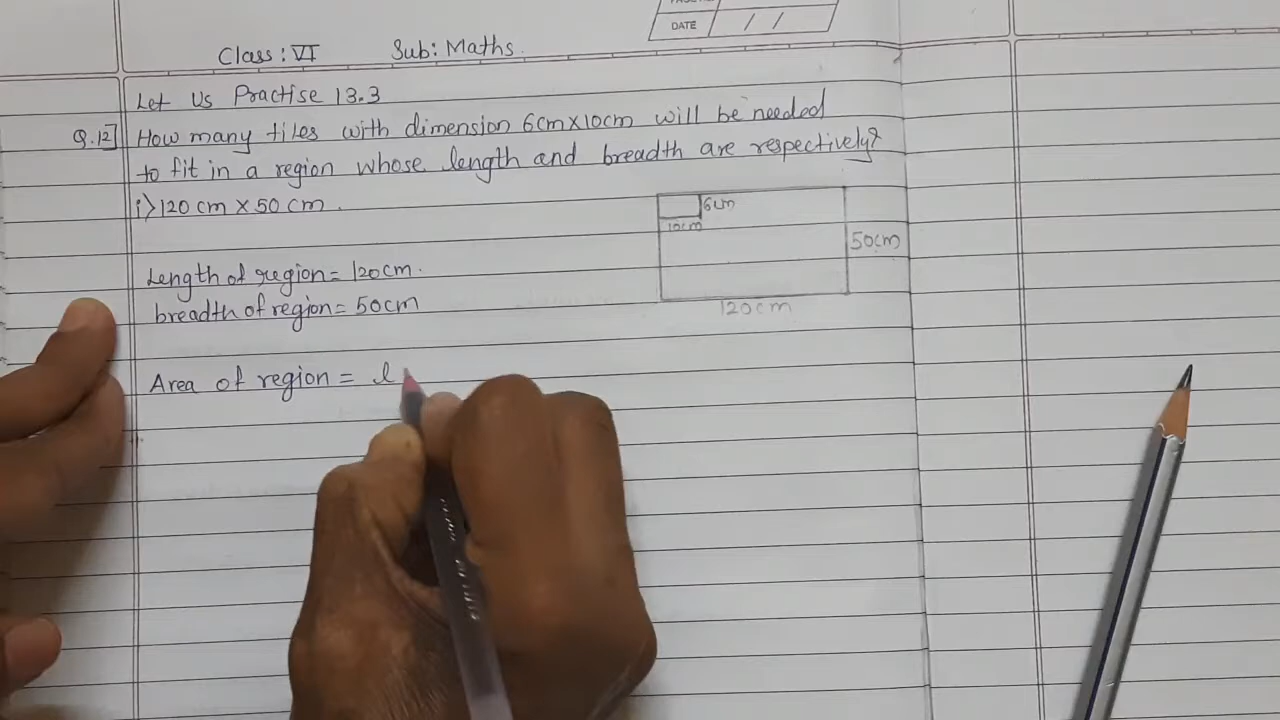 DATE / /
Class: VI Sub: Maths.
Let Us Practise 13.3
Q.12] How many tiles with dimension 6cm×10cm will be needed
to fit in a region whose length and breadth are respectively?
i> 120 cm × 50 cm.
6cm
10cm
50cm
120cm
Length of region = 120cm.
breadth of region = 50cm
Area of region = l